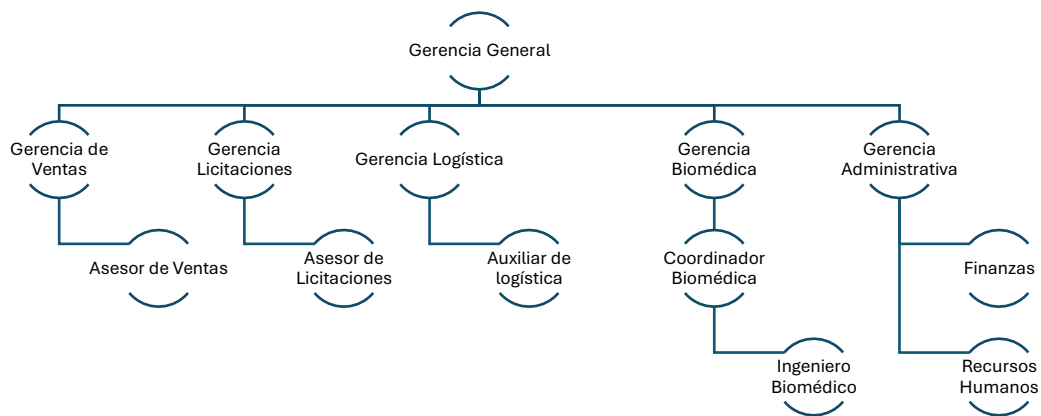 Gerencia General
Gerencia de
Ventas
Gerencia
Licitaciones
Gerencia Logística
Gerencia
Biomédica
Gerencia
Administrativa
Asesor de Ventas
Asesor de
Licitaciones
Auxiliar de
logística
Coordinador
Biomédica
Finanzas
Ingeniero
Biomédico
Recursos
Humanos